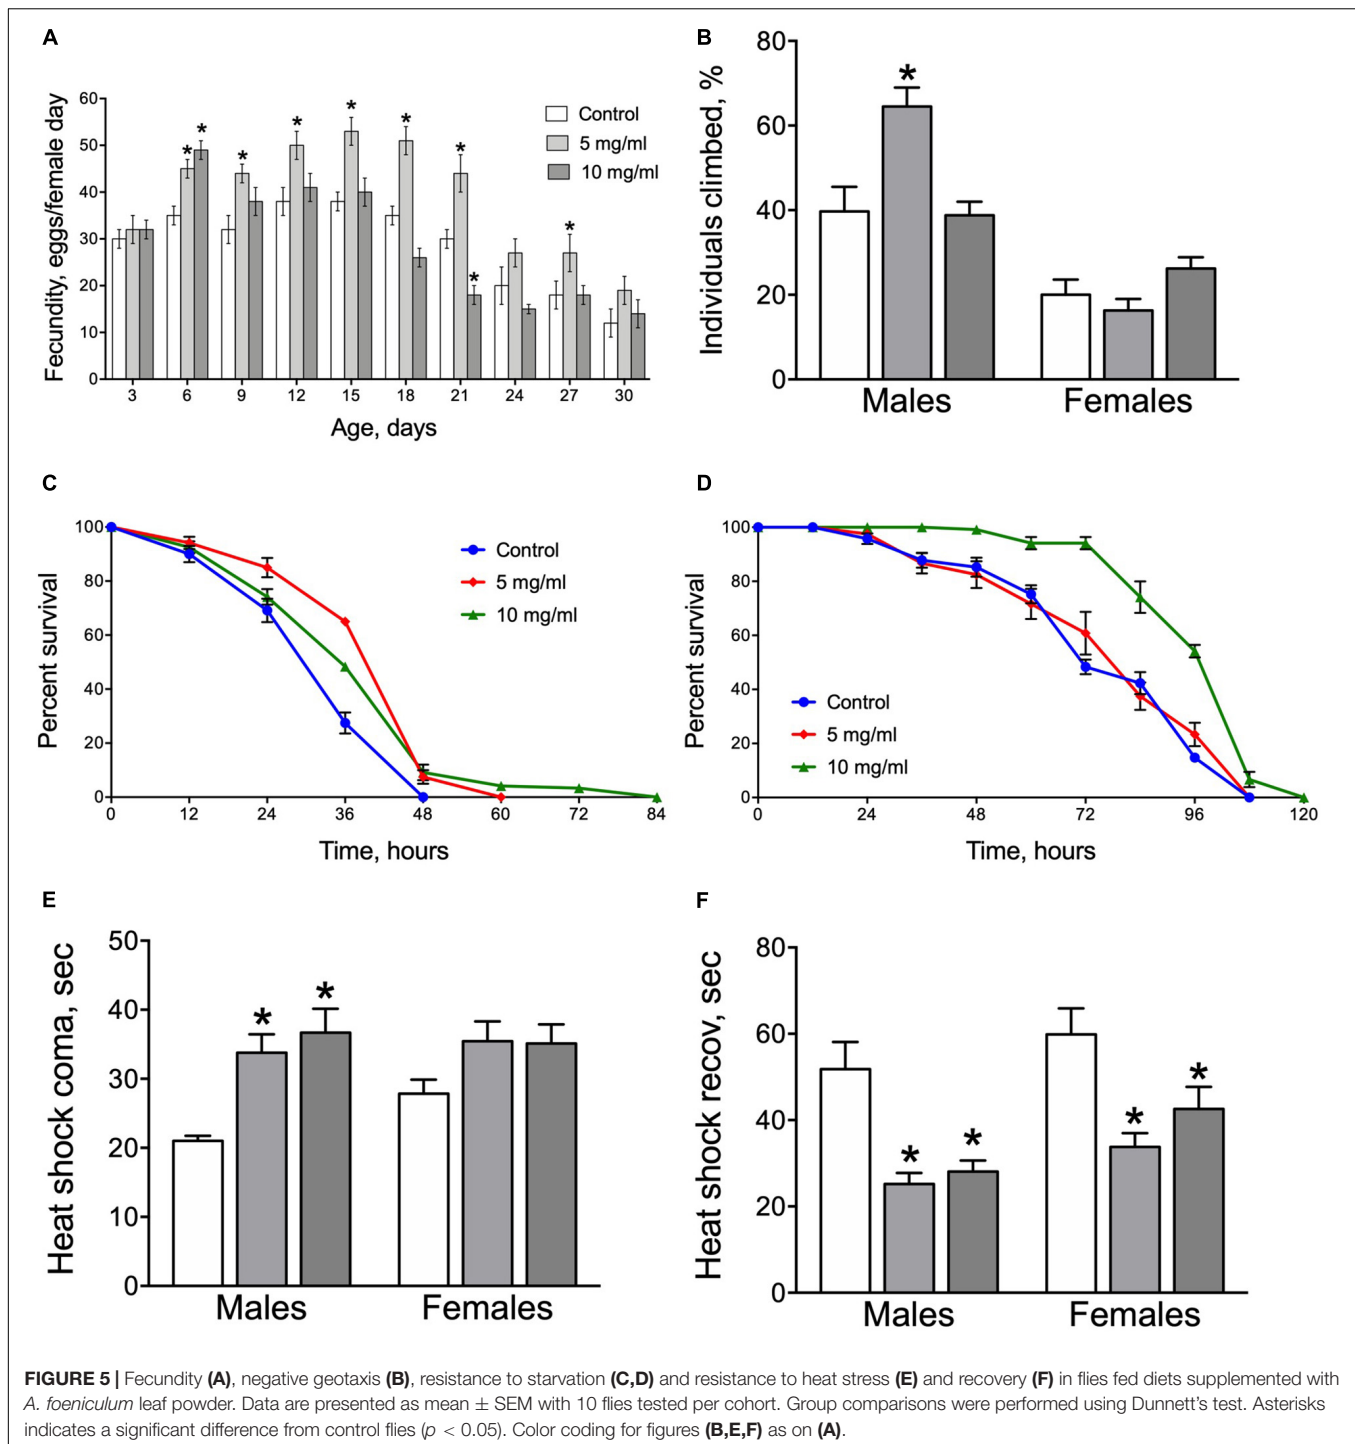 A
Fecundity, eggs/female day
60
50
40
30
20
10
0
* * * * * * * * *
Control
5 mg/ml
10 mg/ml
3 6 9 12 15 18 21 24 27 30
Age, days
B
Individuals climbed, %
80
60
40
20
0
*
Males Females
C
Percent survival
100
80
60
40
20
0
Control
5 mg/ml
10 mg/ml
0 12 24 36 48 60 72 84
Time, hours
D
Percent survival
100
80
60
40
20
0
Control
5 mg/ml
10 mg/ml
0 24 48 72 96 120
Time, hours
E
Heat shock coma, sec
50
40
30
20
10
0
* *
Males Females
F
Heat shock recov, sec
80
60
40
20
0
* * * *
Males Females
FIGURE 5 | Fecundity (A), negative geotaxis (B), resistance to starvation (C,D) and resistance to heat stress (E) and recovery (F) in flies fed diets supplemented with
A. foeniculum leaf powder. Data are presented as mean ± SEM with 10 flies tested per cohort. Group comparisons were performed using Dunnett's test. Asterisks
indicates a significant difference from control flies (p < 0.05). Color coding for figures (B,E,F) as on (A).